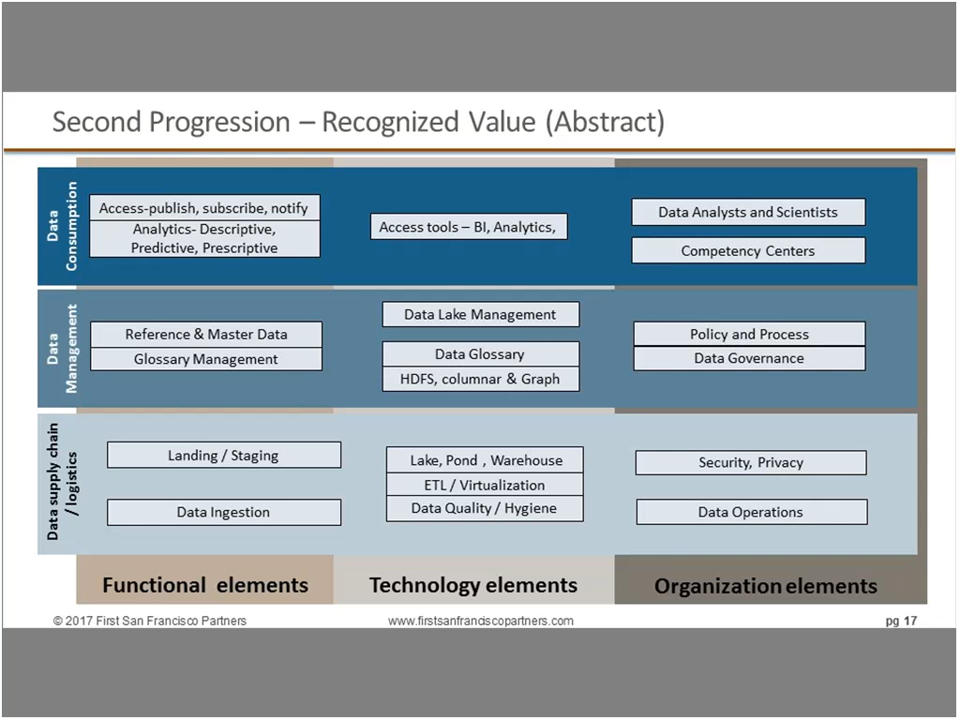 Second Progression – Recognized Value (Abstract)
Data
Consumption
Access-publish, subscribe, notify
Analytics- Descriptive,
Predictive, Prescriptive
Access tools – BI, Analytics,
Data Analysts and Scientists
Competency Centers
Data
Management
Reference & Master Data
Glossary Management
Data Lake Management
Data Glossary
HDFS, columnar & Graph
Policy and Process
Data Governance
Data supply chain
/ logistics
Landing / Staging
Data Ingestion
Lake, Pond , Warehouse
ETL / Virtualization
Data Quality / Hygiene
Security, Privacy
Data Operations
Functional elements
Technology elements
Organization elements
© 2017 First San Francisco Partners
www.firstsanfranciscopartners.com
pg 17